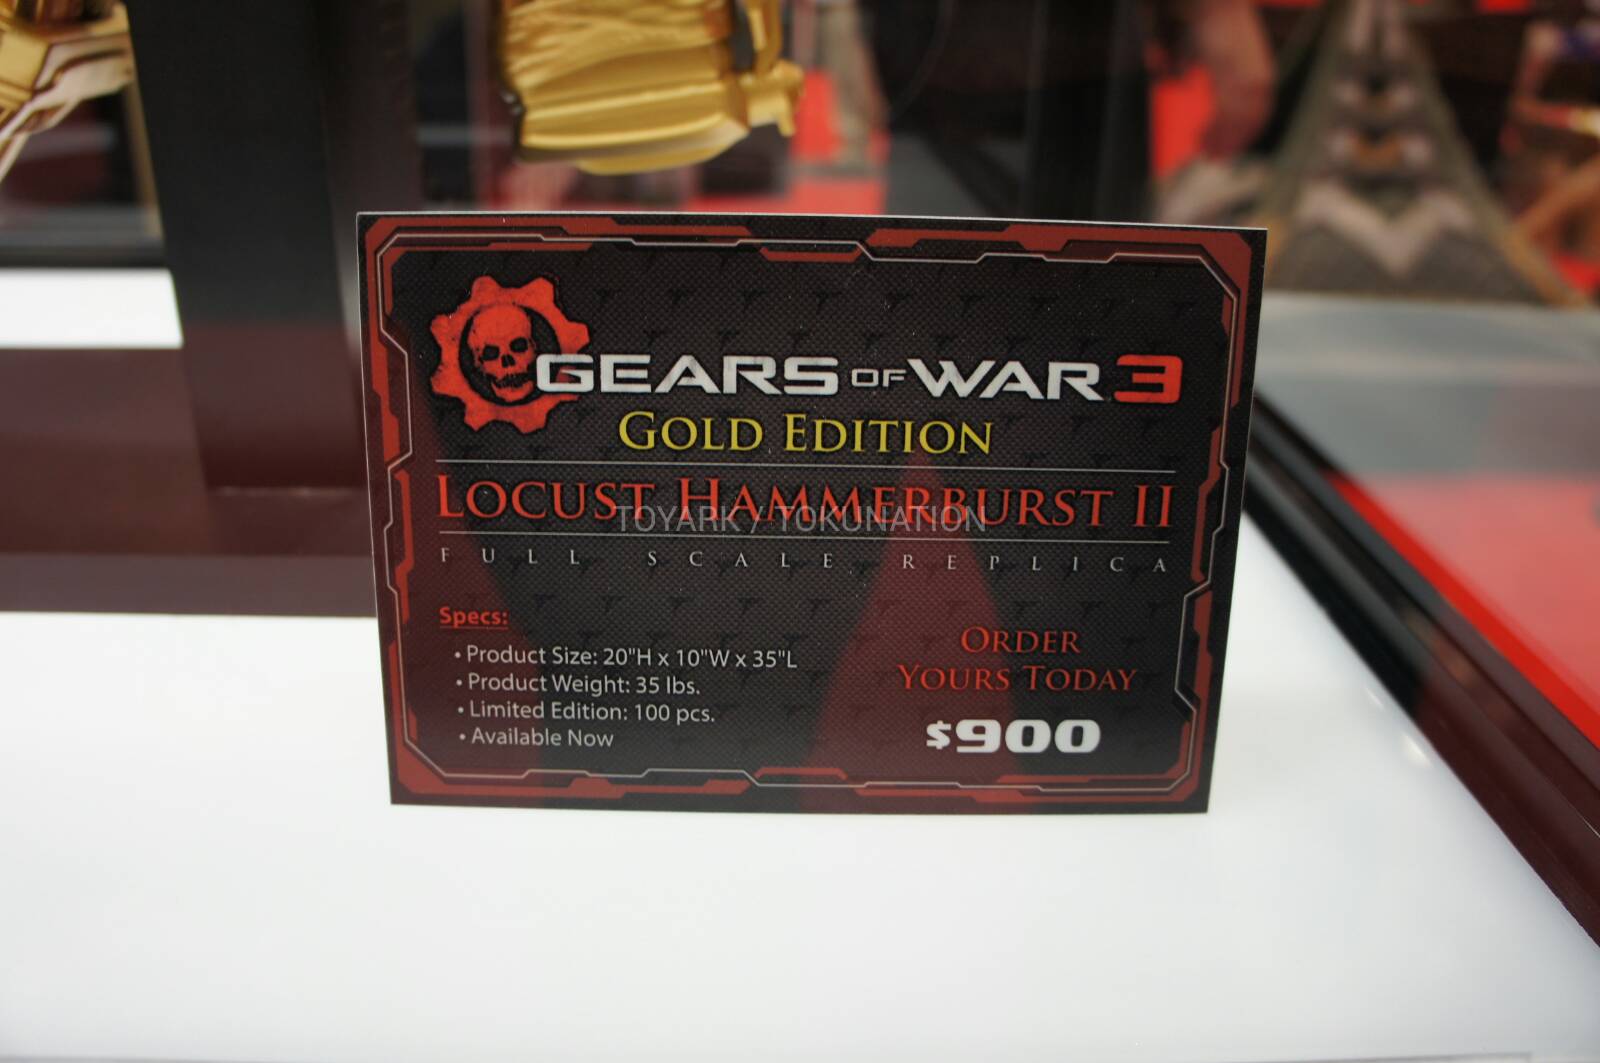 GEARS OF WAR 3
GOLD EDITION
LOCUST HAMMERBURST II
TOYARK / TOKUNATION
FULL SCALE REPLICA
Specs:
• Product Size: 20"H x 10"W x 35"L
• Product Weight: 35 lbs.
• Limited Edition: 100 pcs.
• Available Now
ORDER
YOURS TODAY
$900